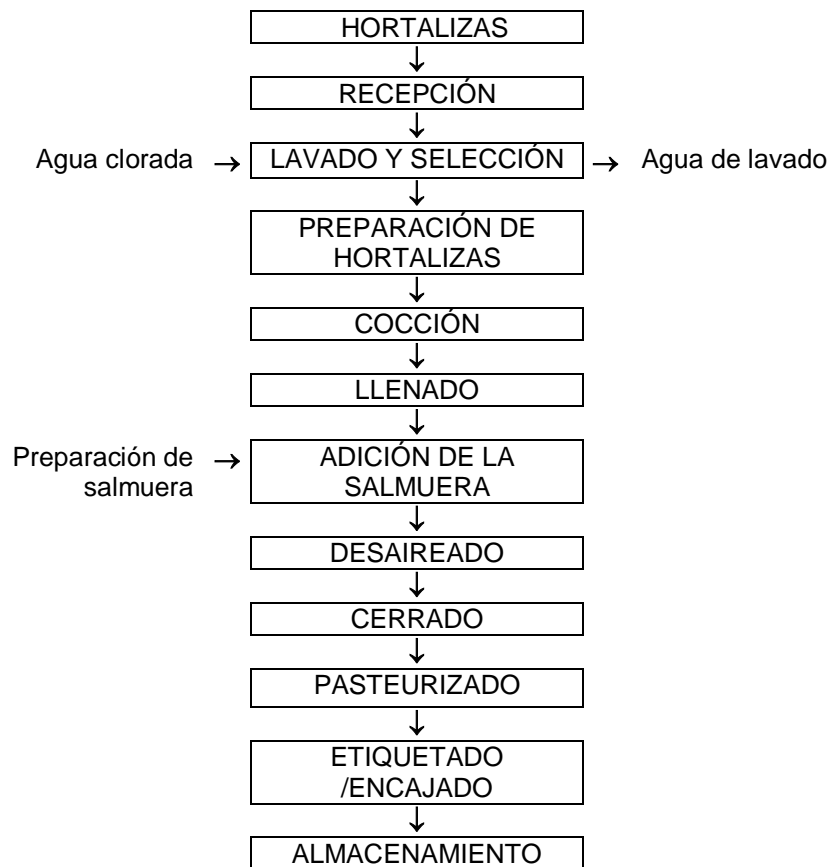 HORTALIZAS
↓
RECEPCIÓN
↓
Agua clorada → LAVADO Y SELECCIÓN → Agua de lavado
↓
PREPARACIÓN DE
HORTALIZAS
↓
COCCIÓN
↓
LLENADO
↓
Preparación de → ADICIÓN DE LA
salmuera SALMUERA
↓
DESAIREADO
↓
CERRADO
↓
PASTEURIZADO
↓
ETIQUETADO
/ENCAJADO
↓
ALMACENAMIENTO